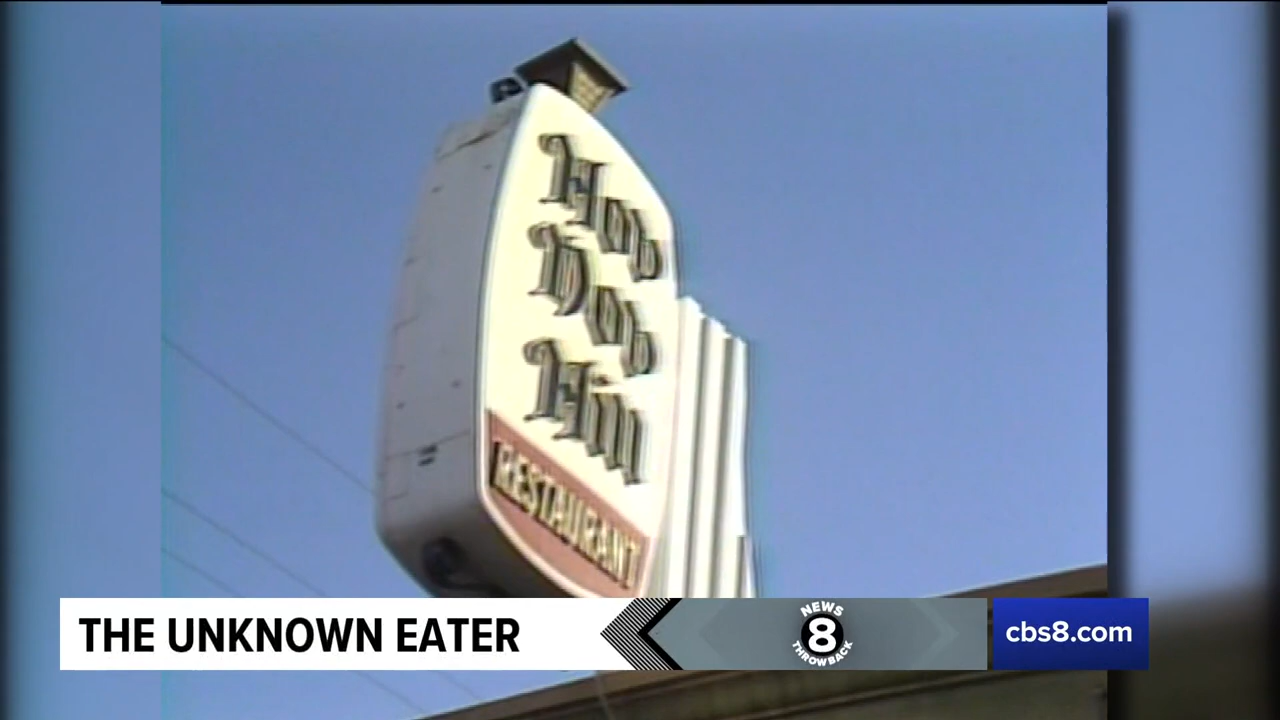 Hob
Nob
Hill
RESTAURANT
THE UNKNOWN EATER
NEWS
8
THROWBACK
cbs8.com